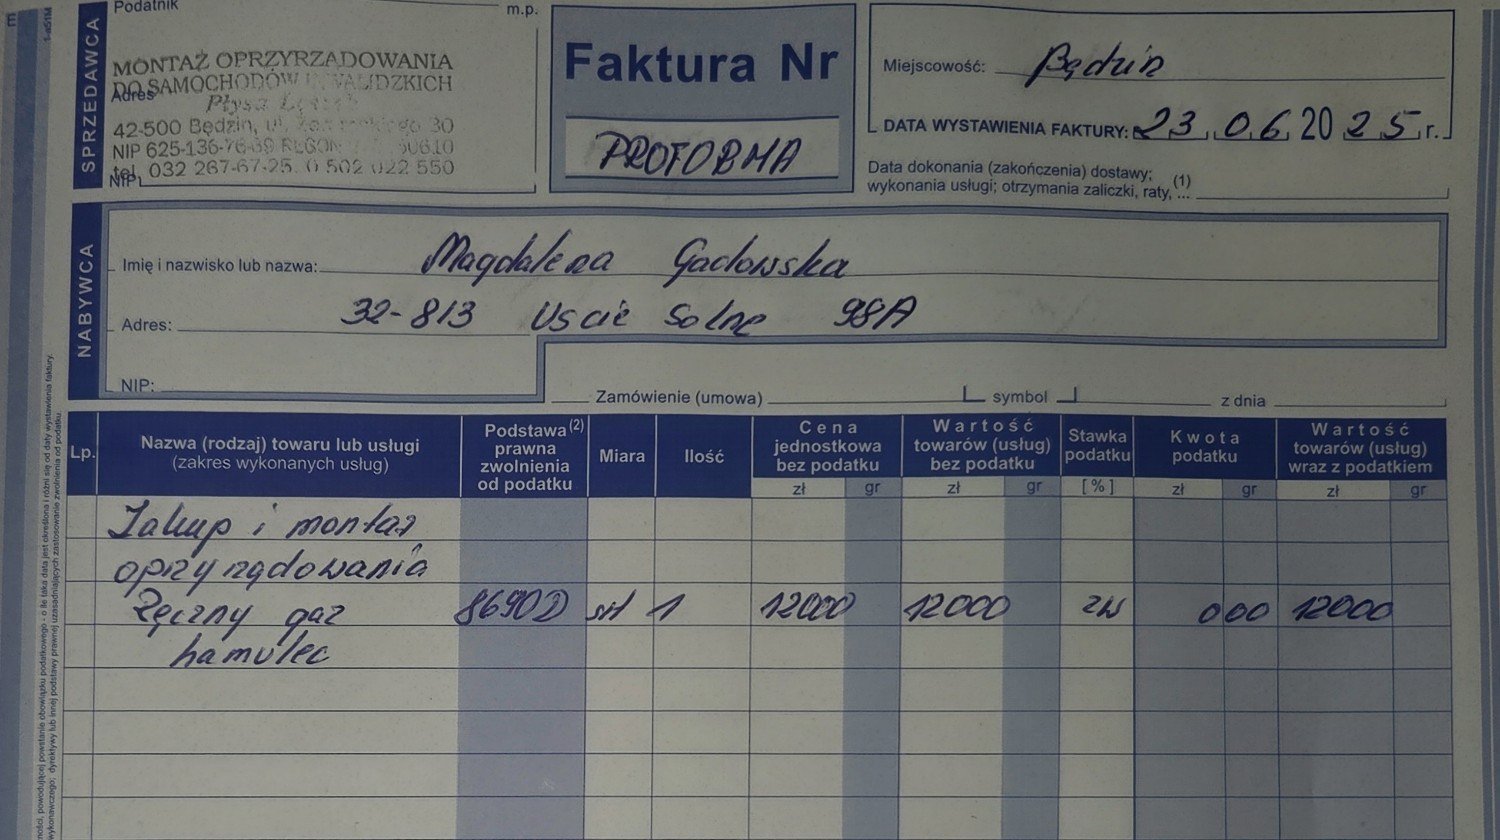 Podatnik
m.p.
SPRZEDAWCA
MONTAŻ OPRZYRZĄDOWANIA
DO SAMOCHODÓW INWALIDZKICH
Adres
42-500 Będzin, ul. 30
NIP 625-136-76-39 REGON
tel. 032 267-67-25, 0 502 022 550
NIP
Faktura Nr
PROFORMA
Miejscowość: Będzin
DATA WYSTAWIENIA FAKTURY: 23.06.2025 r.
Data dokonania (zakończenia) dostawy;
wykonania usługi; otrzymania zaliczki, raty, ... (1)
NABYWCA
Imię i nazwisko lub nazwa: Magdalena Gadowska
Adres: 32-813 Uscie Solne 98A
NIP:
Zamówienie (umowa) symbol z dnia
Lp.
Nazwa (rodzaj) towaru lub usługi
(zakres wykonanych usług)
Podstawa (2)
prawna
zwolnienia
od podatku
Miara
Ilość
Cena
jednostkowa
bez podatku
zł gr
Wartość
towarów (usług)
bez podatku
zł gr
Stawka
podatku
[%]
Kwota
podatku
zł gr
Wartość
towarów (usług)
wraz z podatkiem
zł gr
Zakup i montaż
oprzyrządowania
Ręczny gaz 1 12000 12000 zw 0 00 12000
hamulec